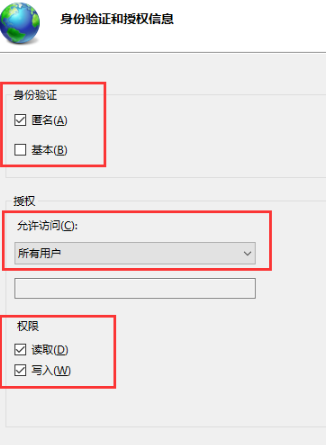 身份验证和授权信息
身份验证
匿名(A)
基本(B)
授权
允许访问(C):
所有用户
权限
读取(D)
写入(W)